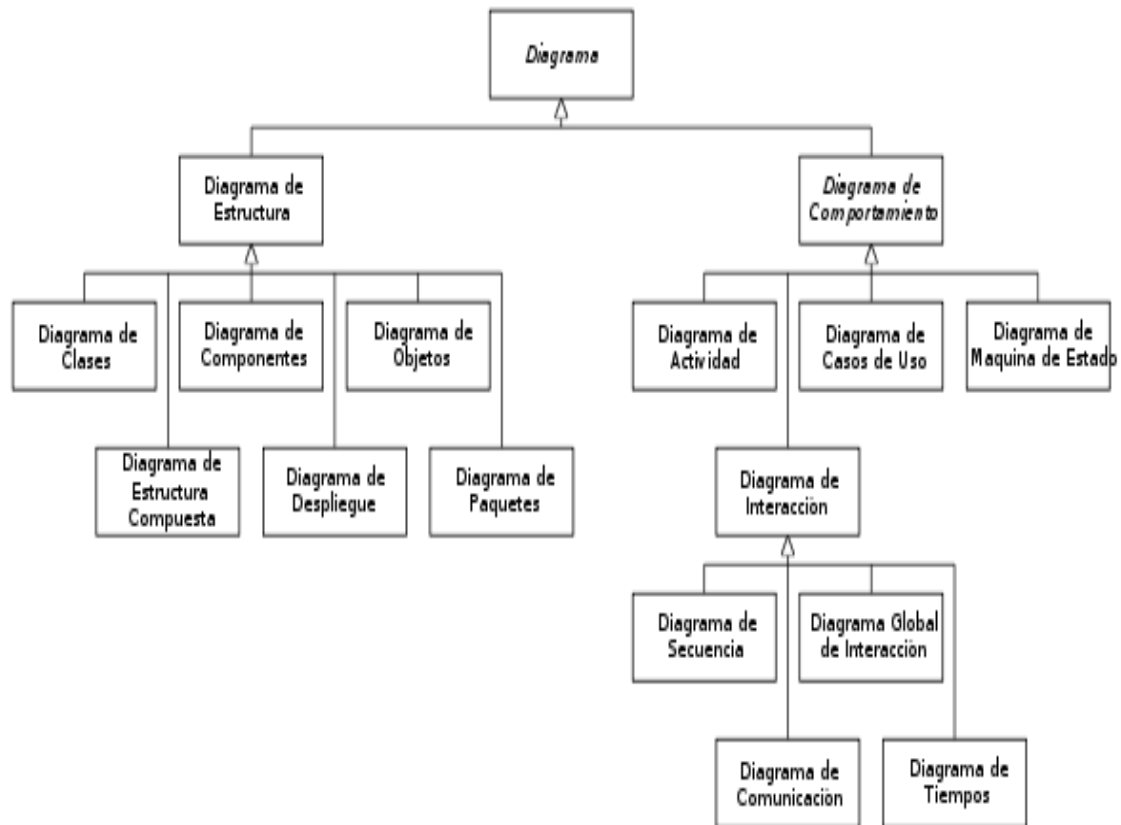 Diagrama
Diagrama de
Estructura
Diagrama de
Comportamiento
Diagrama de
Clases
Diagrama de
Componentes
Diagrama de
Objetos
Diagrama de
Actividad
Diagrama de
Casos de Uso
Diagrama de
Maquina de Estado
Diagrama de
Estructura
Compuesta
Diagrama de
Despliegue
Diagrama de
Paquetes
Diagrama de
Interacción
Diagrama de
Secuencia
Diagrama Global
de Interacción
Diagrama de
Comunicación
Diagrama de
Tiempos